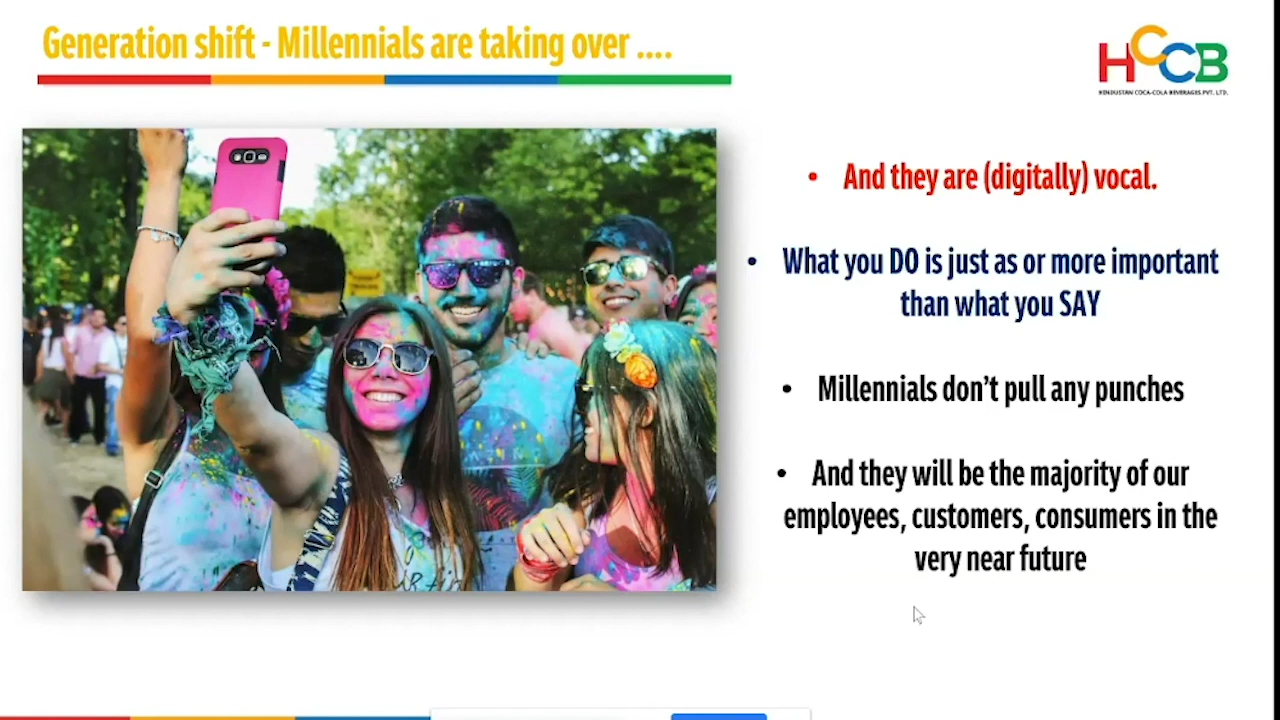 Generation shift - Millennials are taking over ....
HCCB
HINDUSTAN COCA-COLA BEVERAGES PVT. LTD.
• And they are (digitally) vocal.
• What you DO is just as or more important
than what you SAY
• Millennials don't pull any punches
• And they will be the majority of our
employees, customers, consumers in the
very near future